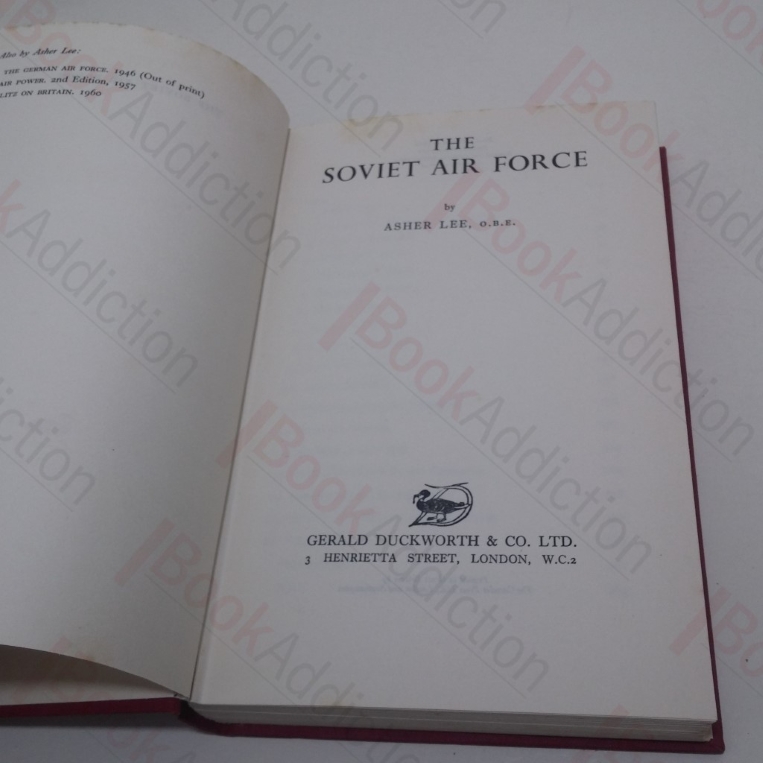 Also by Asher Lee:
THE GERMAN AIR FORCE. 1946 (Out of print)
AIR POWER. 2nd Edition, 1957
BLITZ ON BRITAIN. 1960
THE
SOVIET AIR FORCE
by
ASHER LEE, O.B.E.
GERALD DUCKWORTH & CO. LTD.
3 HENRIETTA STREET, LONDON, W.C.2
BookAddiction